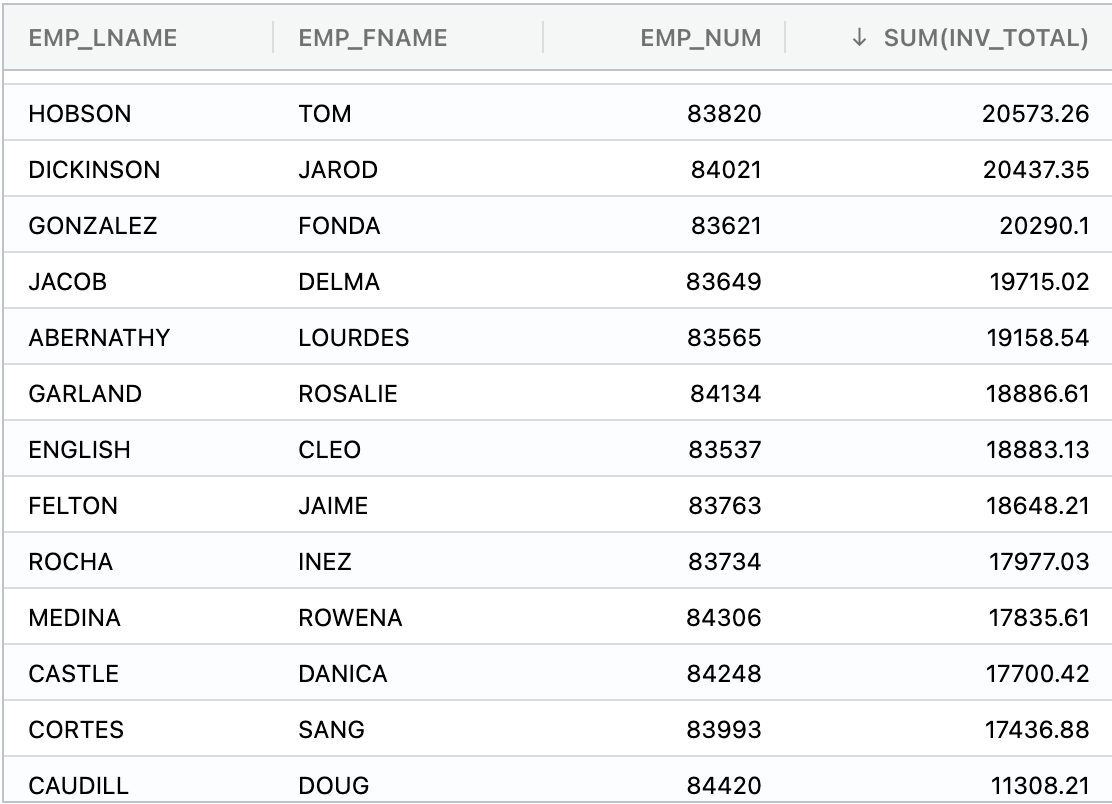 EMP_LNAME EMP_FNAME EMP_NUM ↓ SUM(INV_TOTAL)
HOBSON TOM 83820 20573.26
DICKINSON JAROD 84021 20437.35
GONZALEZ FONDA 83621 20290.1
JACOB DELMA 83649 19715.02
ABERNATHY LOURDES 83565 19158.54
GARLAND ROSALIE 84134 18886.61
ENGLISH CLEO 83537 18883.13
FELTON JAIME 83763 18648.21
ROCHA INEZ 83734 17977.03
MEDINA ROWENA 84306 17835.61
CASTLE DANICA 84248 17700.42
CORTES SANG 83993 17436.88
CAUDILL DOUG 84420 11308.21